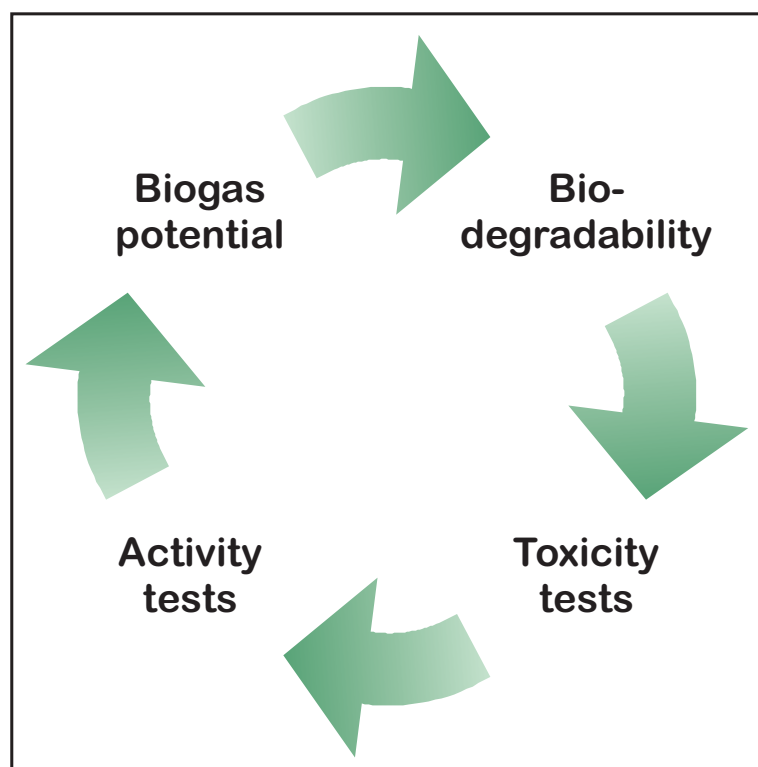 Biogas
potential
Bio-
degradability
Toxicity
tests
Activity
tests